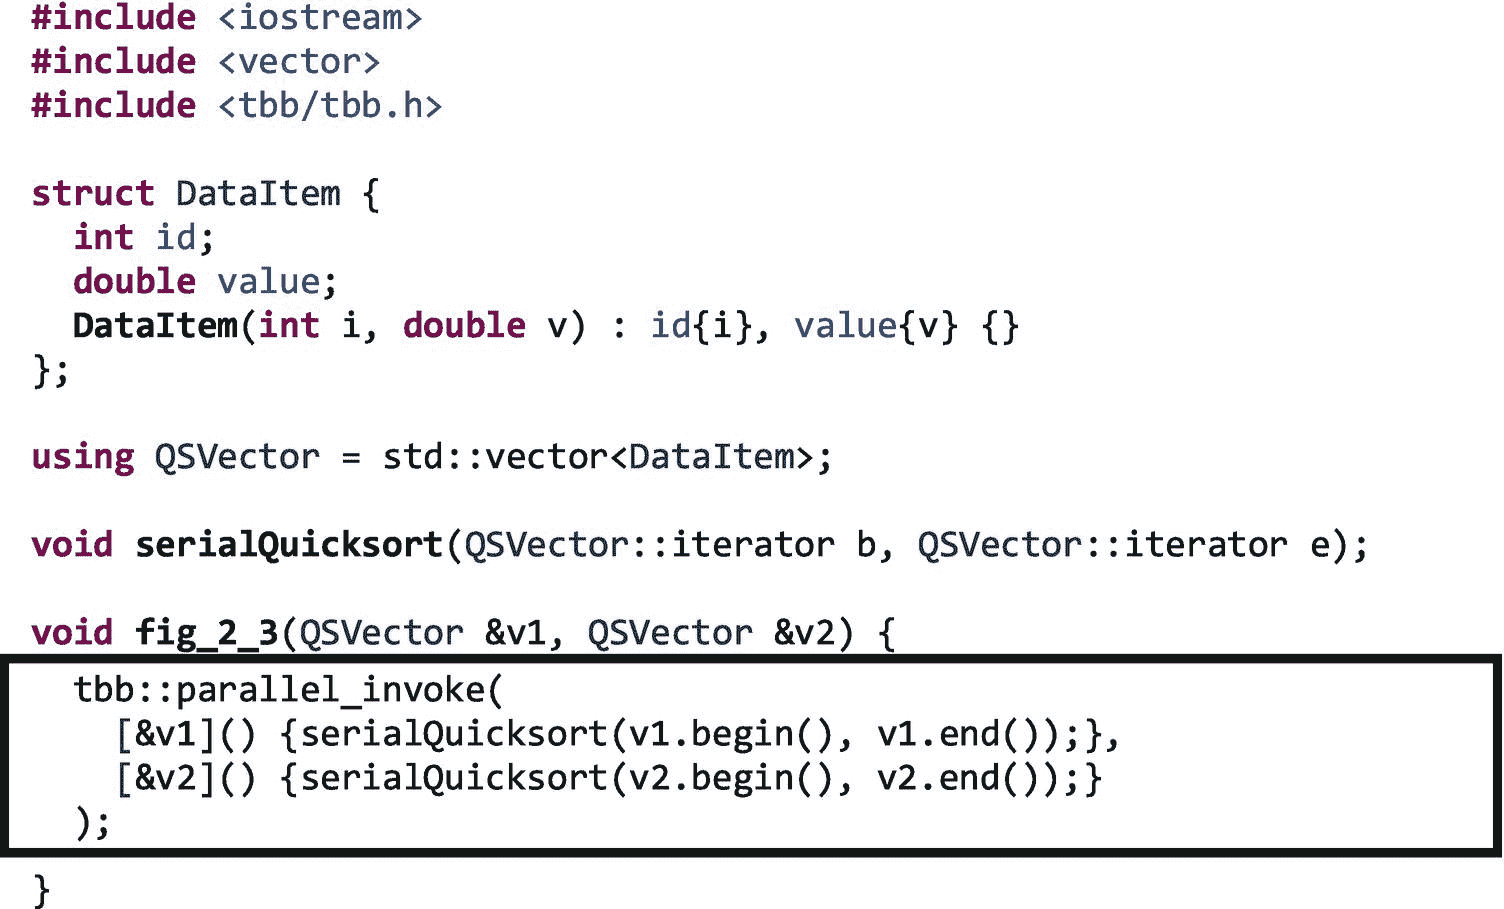 #include <iostream>
#include <vector>
#include <tbb/tbb.h>

struct DataItem {
  int id;
  double value;
  DataItem(int i, double v) : id{i}, value{v} {}
};

using QSVector = std::vector<DataItem>;

void serialQuicksort(QSVector::iterator b, QSVector::iterator e);

void fig_2_3(QSVector &v1, QSVector &v2) {
  tbb::parallel_invoke(
    [&v1]() {serialQuicksort(v1.begin(), v1.end());},
    [&v2]() {serialQuicksort(v2.begin(), v2.end());}
  );
}